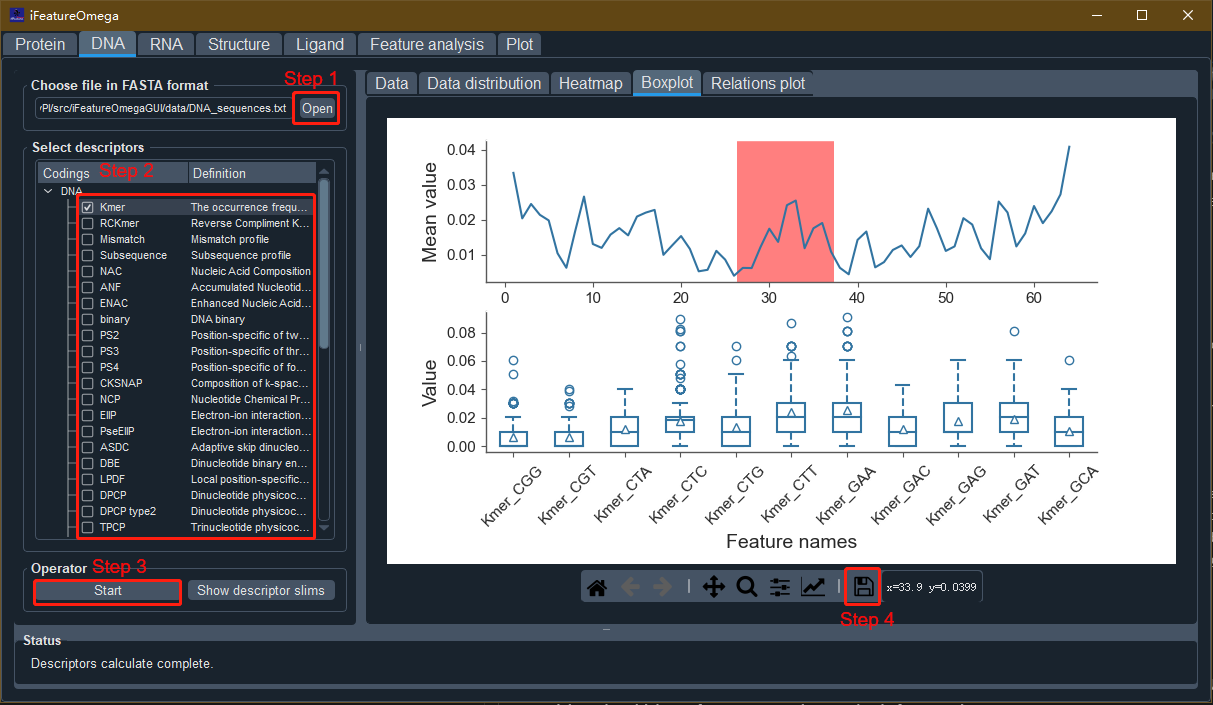 iFeatureOmega
Protein DNA RNA Structure Ligand Feature analysis Plot
Choose file in FASTA format
Step 1
/PI/src/iFeatureOmegaGUI/data/DNA_sequences.txt Open
Select descriptors
Codings Step 2 Definition
DNA
Kmer The occurrence frequ...
RCKmer Reverse Compliment K...
Mismatch Mismatch profile
Subsequence Subsequence profile
NAC Nucleic Acid Composition
ANF Accumulated Nucleotid...
ENAC Enhanced Nucleic Acid...
binary DNA binary
PS2 Position-specific of tw...
PS3 Position-specific of thr...
PS4 Position-specific of fo...
CKSNAP Composition of k-spac...
NCP Nucleotide Chemical Pr...
EIIP Electron-ion interaction...
PseEIIP Electron-ion interaction...
ASDC Adaptive skip dinucleo...
DBE Dinucleotide binary en...
LPDF Local position-specific...
DPCP Dinucleotide physicoc...
DPCP type2 Dinucleotide physicoc...
TPCP Trinucleotide physicoc...
Operator Step 3
Start Show descriptor slims
Data Data distribution Heatmap Boxplot Relations plot
Mean value
0.04
0.03
0.02
0.01
0 10 20 30 40 50 60
Value
0.08
0.06
0.04
0.02
0.00
Kmer_CGG Kmer_CGT Kmer_CTA Kmer_CTC Kmer_CTG Kmer_CTT Kmer_GAA Kmer_GAC Kmer_GAG Kmer_GAT Kmer_GCA
Feature names
x=33.9 y=0.0399
Step 4
Status
Descriptors calculate complete.